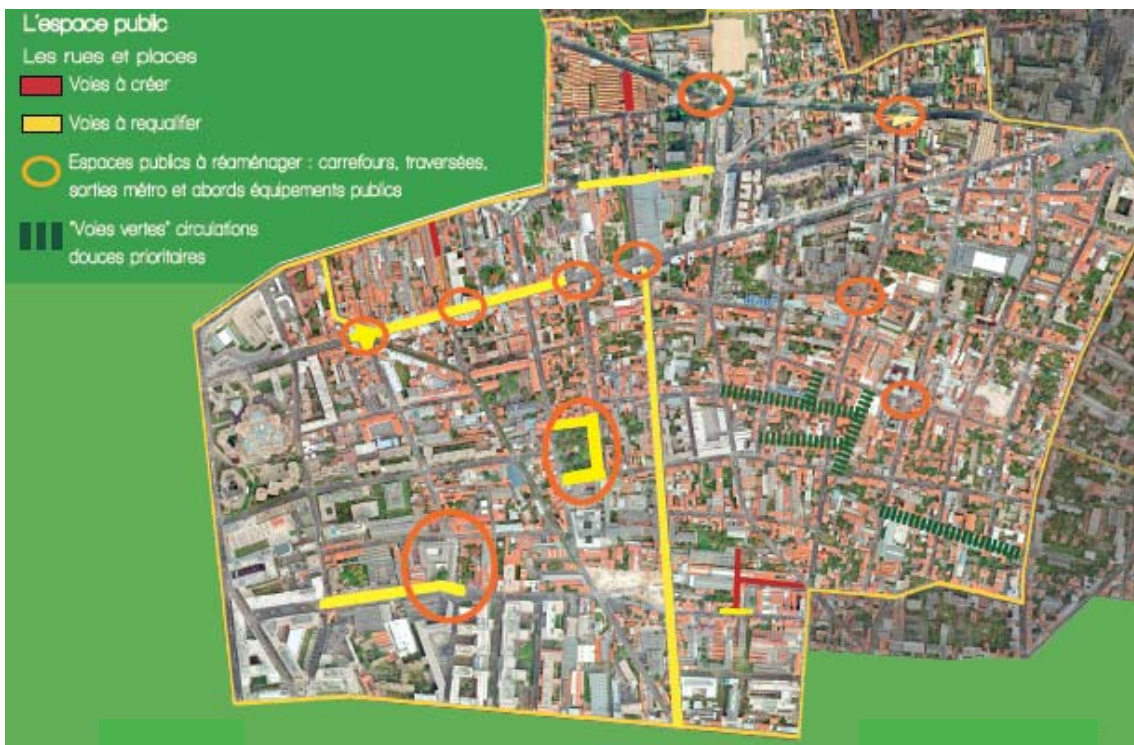 L'espace public
Les rues et places
Voies à créer
Voies à requalifer
Espaces publics à réaménager : carrefours, traversées,
sorties métro et abords équipements publics
"Voies vertes" circulations
douces prioritaires